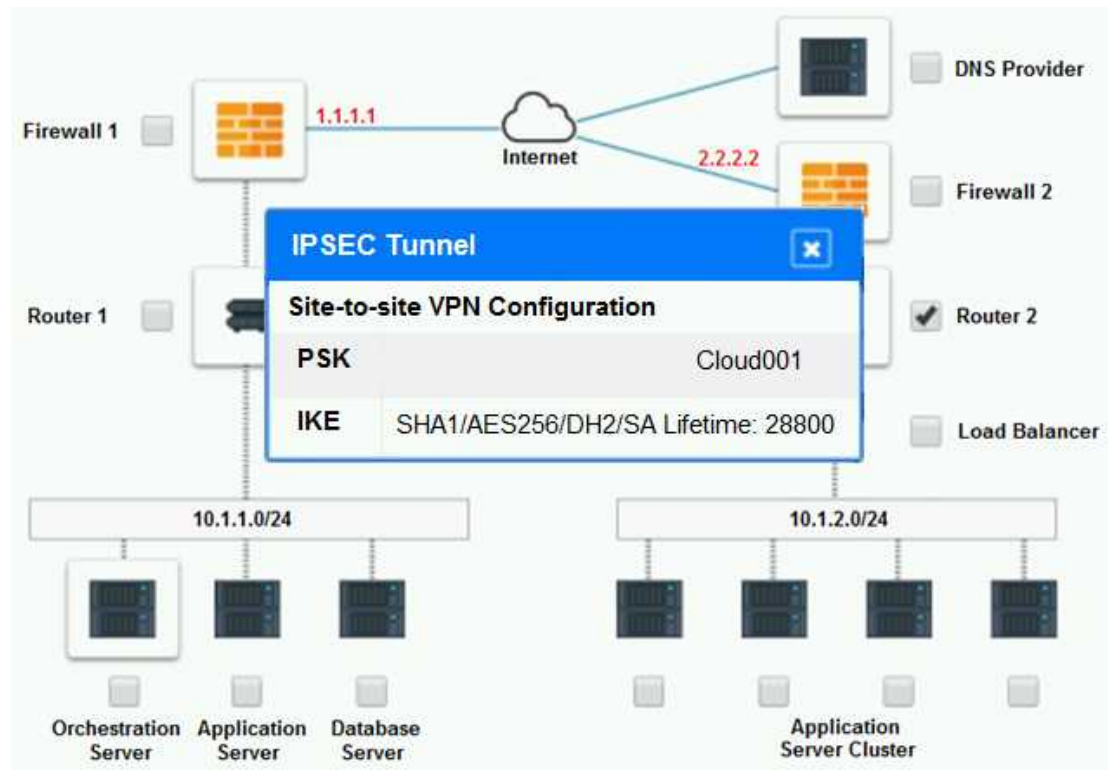 DNS Provider
Firewall 1
1.1.1.1
Internet
2.2.2.2
Firewall 2
IPSEC Tunnel
Site-to-site VPN Configuration
Router 1
Router 2
PSK
Cloud001
IKE
SHA1/AES256/DH2/SA Lifetime: 28800
Load Balancer
10.1.1.0/24
10.1.2.0/24
Orchestration
Server
Application
Server
Database
Server
Application
Server Cluster